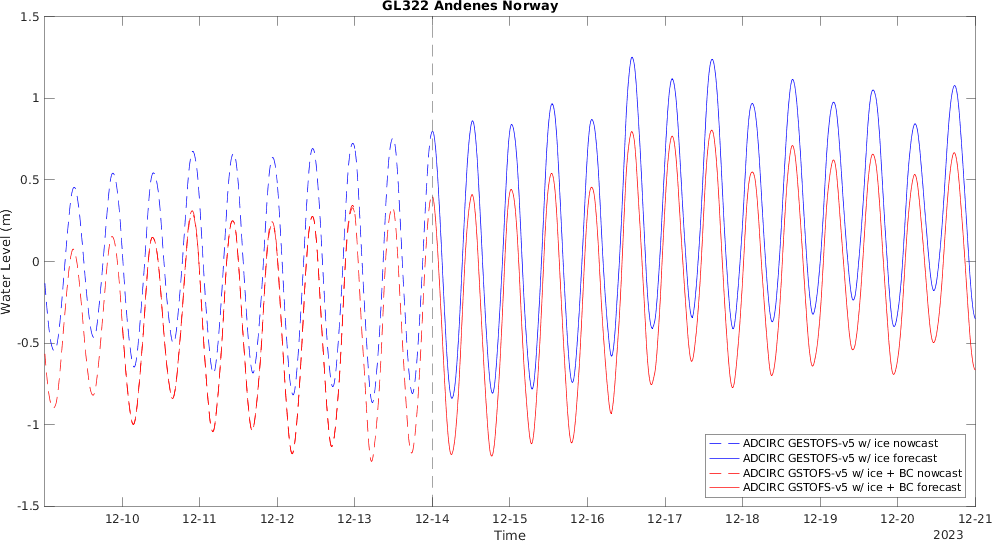 GL322 Andenes Norway
1.5
1
0.5
0
-0.5
-1
-1.5
Water Level (m)
12-10 12-11 12-12 12-13 12-14 12-15 12-16 12-17 12-18 12-19 12-20 12-21
Time
2023
ADCIRC GESTOFS-v5 w/ ice nowcast
ADCIRC GESTOFS-v5 w/ ice forecast
ADCIRC GSTOFS-v5 w/ ice + BC nowcast
ADCIRC GSTOFS-v5 w/ ice + BC forecast